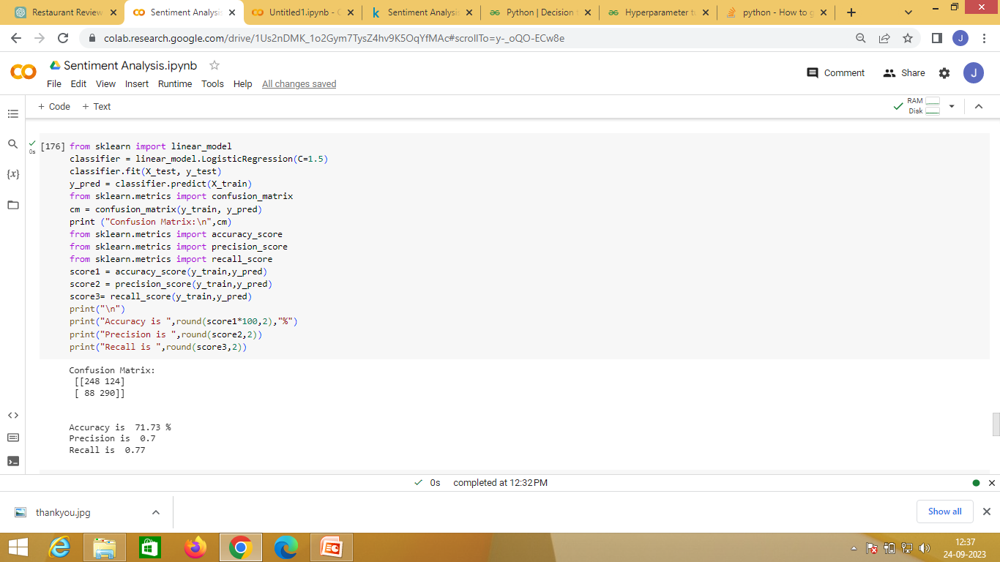 Restaurant Review
Sentiment Analysis
Untitled1.ipynb - C
Sentiment Analysis
Python | Decision t
Hyperparameter tu
python - How to g
colab.research.google.com/drive/1Us2nDMK_1o2Gym7TysZ4hv9K5OqYfMAc#scrollTo=y-_oQO-ECw8e
J
Sentiment Analysis.ipynb
File Edit View Insert Runtime Tools Help All changes saved
Comment
Share
J
+ Code + Text
RAM
Disk
0s
[176] from sklearn import linear_model
classifier = linear_model.LogisticRegression(C=1.5)
classifier.fit(X_test, y_test)
y_pred = classifier.predict(X_train)
from sklearn.metrics import confusion_matrix
cm = confusion_matrix(y_train, y_pred)
print ("Confusion Matrix:\n",cm)
from sklearn.metrics import accuracy_score
from sklearn.metrics import precision_score
from sklearn.metrics import recall_score
score1 = accuracy_score(y_train,y_pred)
score2 = precision_score(y_train,y_pred)
score3= recall_score(y_train,y_pred)
print("\n")
print("Accuracy is ",round(score1*100,2),"%")
print("Precision is ",round(score2,2))
print("Recall is ",round(score3,2))
{x}
Confusion Matrix:
[[248 124]
[ 88 290]]
Accuracy is  71.73 %
Precision is  0.7
Recall is  0.77
0s completed at 12:32 PM
thankyou.jpg
Show all
12:37
24-09-2023